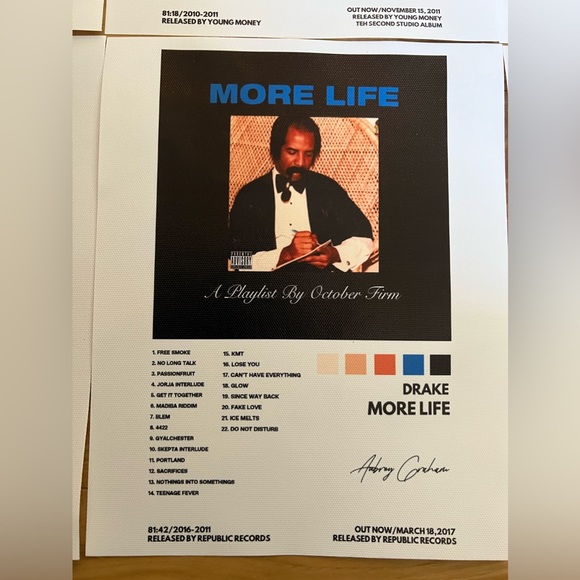 81:18/2010-2011
RELEASED BY YOUNG MONEY
OUT NOW/NOVEMBER 15, 2011
RELEASED BY YOUNG MONEY
TEH SECOND STUDIO ALBUM
MORE LIFE
PARENTAL
ADVISORY
EXPLICIT CONTENT
A Playlist By October Firm
1. FREE SMOKE
2. NO LONG TALK
3. PASSIONFRUIT
4. JORJA INTERLUDE
5. GET IT TOGETHER
6. MADIBA RIDDIM
7. BLEM
8. 4422
9. GYALCHESTER
10. SKEPTA INTERLUDE
11. PORTLAND
12. SACRIFICES
13. NOTHINGS INTO SOMETHINGS
14. TEENAGE FEVER
15. KMT
16. LOSE YOU
17. CAN'T HAVE EVERYTHING
18. GLOW
19. SINCE WAY BACK
20. FAKE LOVE
21. ICE MELTS
22. DO NOT DISTURB
DRAKE
MORE LIFE
Aubrey Graham
81:42/2016-2011
RELEASED BY REPUBLIC RECORDS
OUT NOW/MARCH 18,2017
RELEASED BY REPUBLIC RECORDS